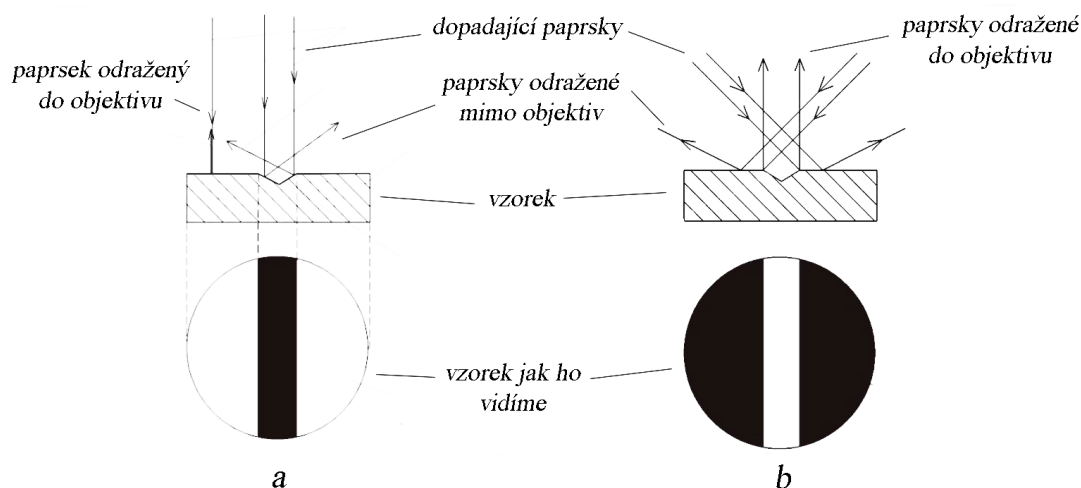 dopadající paprsky
paprsky odražené
do objektivu
paprsek odražený
do objektivu
paprsky odražené
mimo objektiv
vzorek
vzorek jak ho
vidíme
a
b